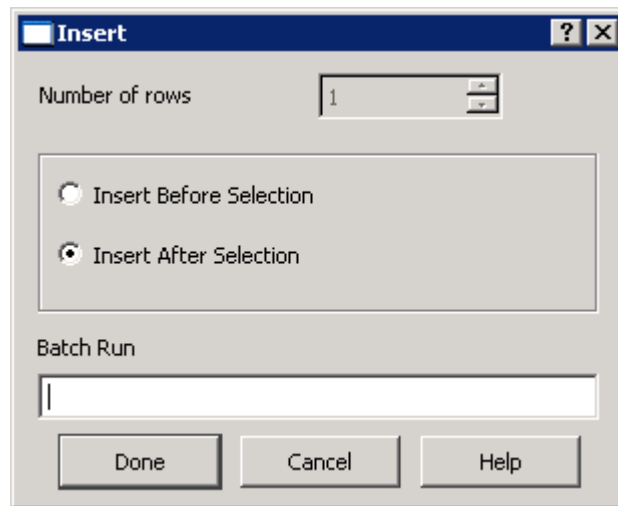 Insert
Number of rows 1
Insert Before Selection
Insert After Selection
Batch Run
Done Cancel Help